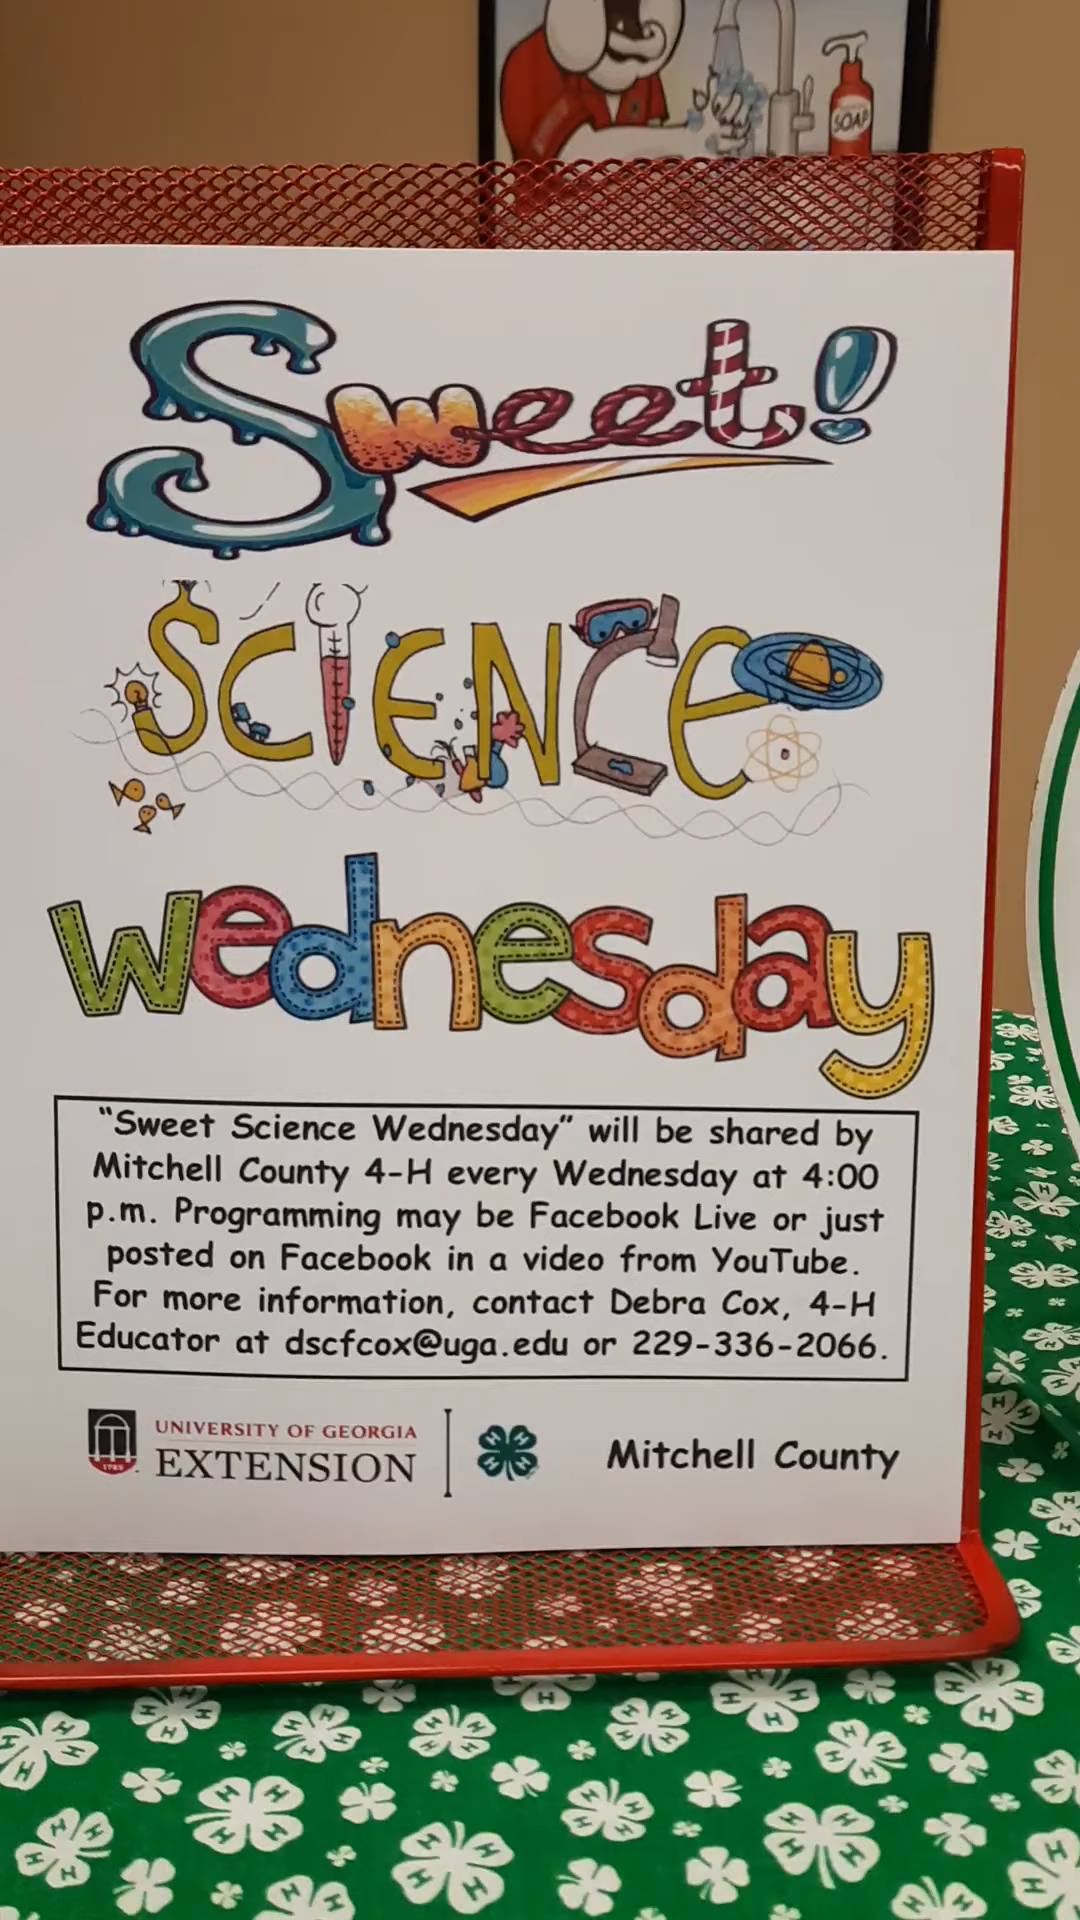 SOAP
Sweet!
SCIENCE
wednesday
“Sweet Science Wednesday” will be shared by
Mitchell County 4-H every Wednesday at 4:00
p.m. Programming may be Facebook Live or just
posted on Facebook in a video from YouTube.
For more information, contact Debra Cox, 4-H
Educator at dscfcox@uga.edu or 229-336-2066.
1785
UNIVERSITY OF GEORGIA
EXTENSION
H H H H
Mitchell County